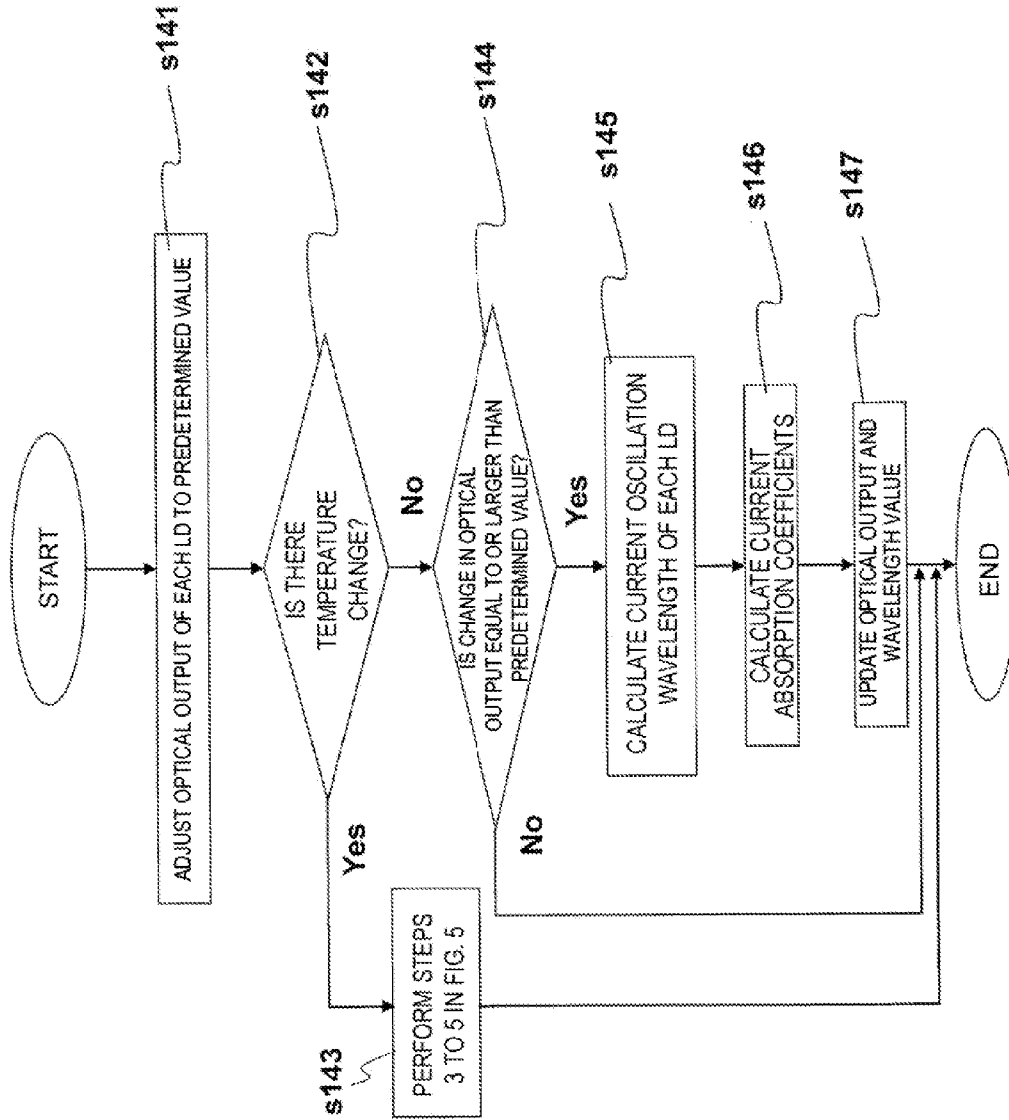 START
ADJUST OPTICAL OUTPUT OF EACH LD TO PREDETERMINED VALUE
s141
IS THERE
TEMPERATURE
CHANGE?
s142
Yes
No
s143
PERFORM STEPS
3 TO 5 IN FIG. 5
IS CHANGE IN OPTICAL
OUTPUT EQUAL TO OR LARGER THAN
PREDETERMINED VALUE?
s144
No
Yes
CALCULATE CURRENT OSCILLATION
WAVELENGTH OF EACH LD
s145
CALCULATE CURRENT
ABSORPTION COEFFICIENTS
s146
UPDATE OPTICAL OUTPUT AND
WAVELENGTH VALUE
s147
END